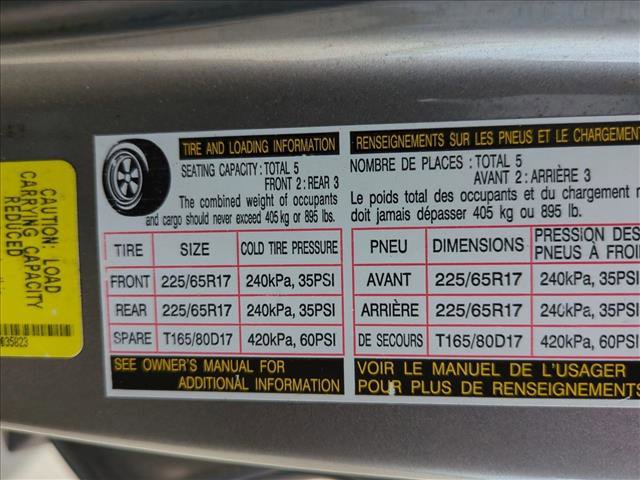 CAUTION: LOAD
CARRYING CAPACITY
REDUCED
TIRE AND LOADING INFORMATION
SEATING CAPACITY: TOTAL 5
FRONT 2: REAR 3
The combined weight of occupants
and cargo should never exceed 405 kg or 895 lbs.
TIRE SIZE COLD TIRE PRESSURE
FRONT 225/65R17 240kPa, 35PSI
REAR 225/65R17 240kPa, 35PSI
SPARE T165/80D17 420kPa, 60PSI
SEE OWNER'S MANUAL FOR
ADDITIONAL INFORMATION
RENSEIGNEMENTS SUR LES PNEUS ET LE CHARGEMENT
NOMBRE DE PLACES: TOTAL 5
AVANT 2: ARRIÈRE 3
Le poids total des occupants et du chargement
doit jamais dépasser 405 kg ou 895 lb.
PNEU DIMENSIONS PRESSION DES
PNEUS À FROI
AVANT 225/65R17 240kPa, 35PSI
ARRIÈRE 225/65R17 240kPa, 35PSI
DE SECOURS T165/80D17 420kPa, 60PSI
VOIR LE MANUEL DE L'USAGER
POUR PLUS DE RENSEIGNEMENTS